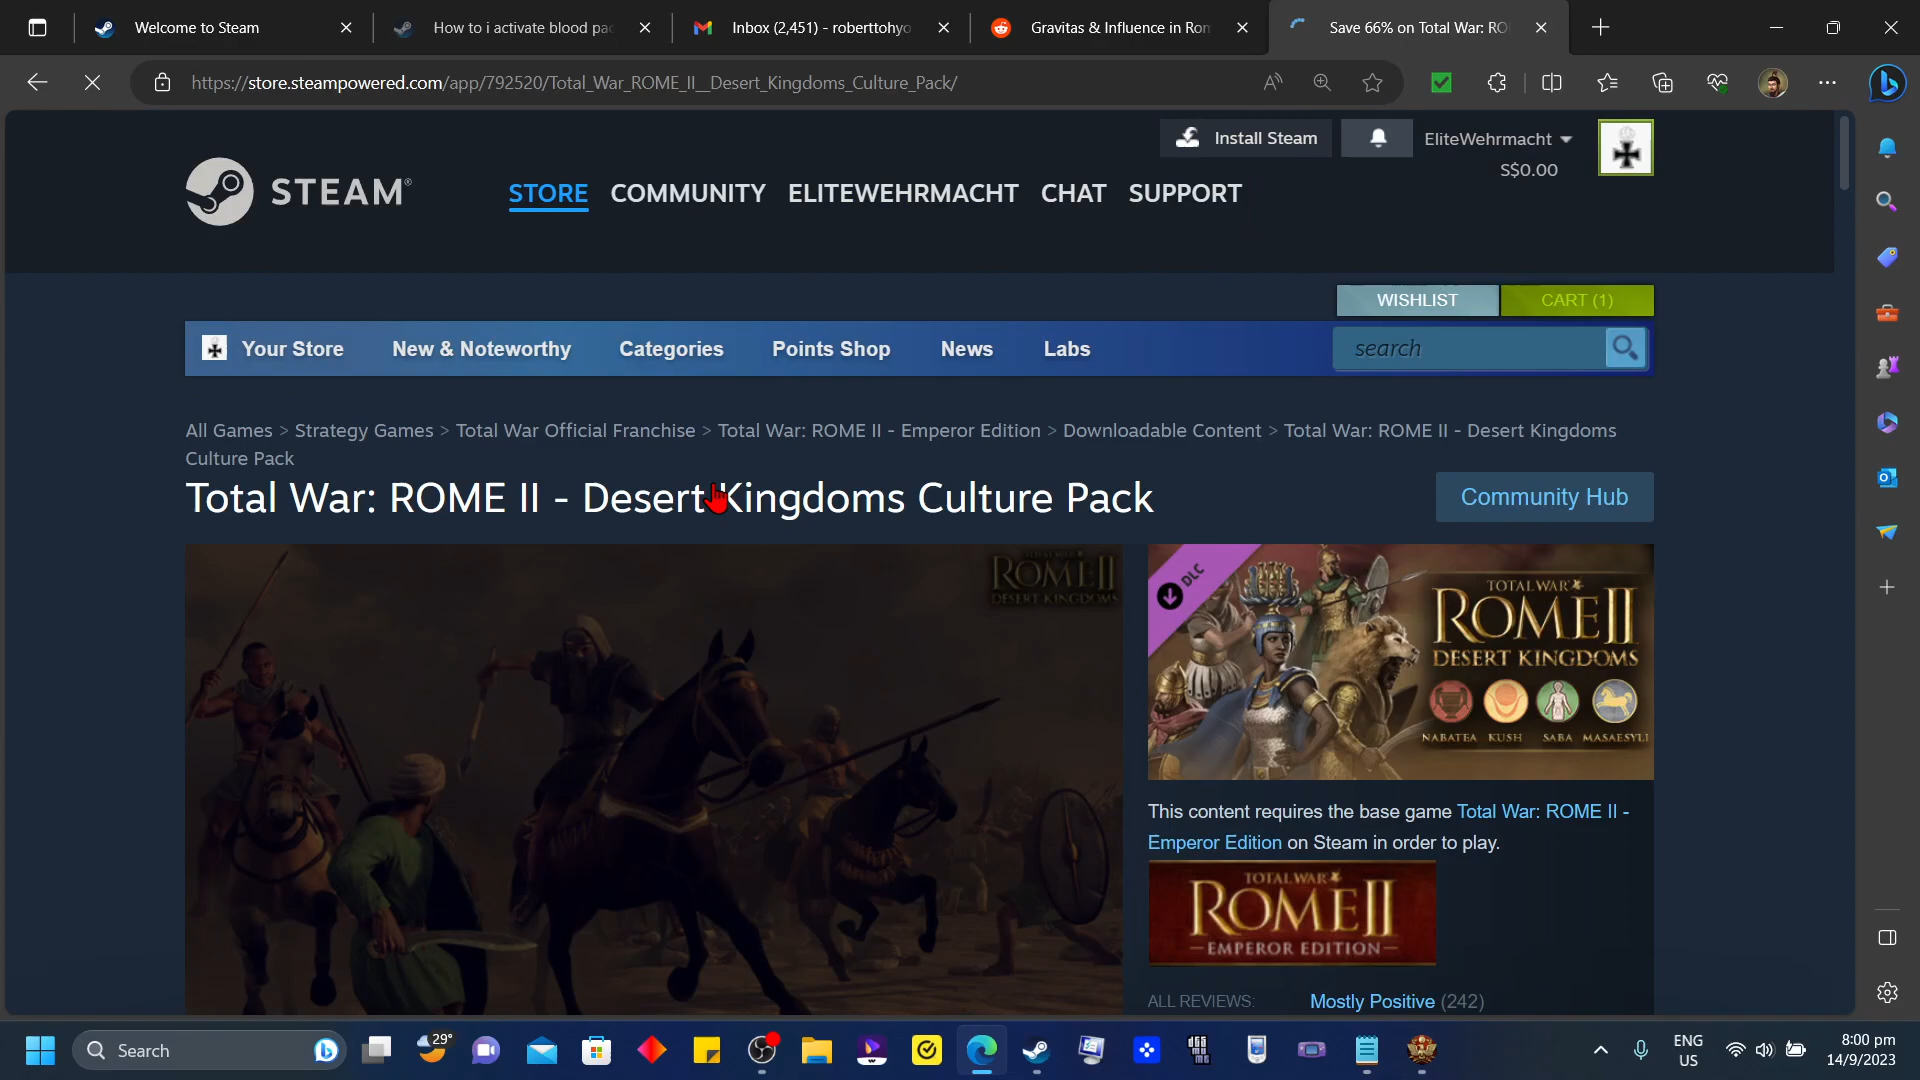 Welcome to Steam
How to i activate blood pac
Inbox (2,451) - roberttohyo
Gravitas & Influence in Rom
Save 66% on Total War: RO
https://store.steampowered.com/app/792520/Total_War_ROME_II__Desert_Kingdoms_Culture_Pack/
Install Steam
EliteWehrmacht
S$0.00
STEAM®
STORE COMMUNITY ELITEWEHRMACHT CHAT SUPPORT
WISHLIST
CART (1)
Your Store New & Noteworthy Categories Points Shop News Labs
search
All Games > Strategy Games > Total War Official Franchise > Total War: ROME II - Emperor Edition > Downloadable Content > Total War: ROME II - Desert Kingdoms
Culture Pack
Total War: ROME II - Desert Kingdoms Culture Pack
Community Hub
ROME II
DESERT KINGDOMS
DLC
TOTAL WAR
ROME II
DESERT KINGDOMS
NABATEA KUSH SABA MASAESYLI
This content requires the base game Total War: ROME II -
Emperor Edition on Steam in order to play.
TOTAL WAR
ROME II
EMPEROR EDITION
ALL REVIEWS: Mostly Positive (242)
Search
29°
ENG
US
8:00 pm
14/9/2023